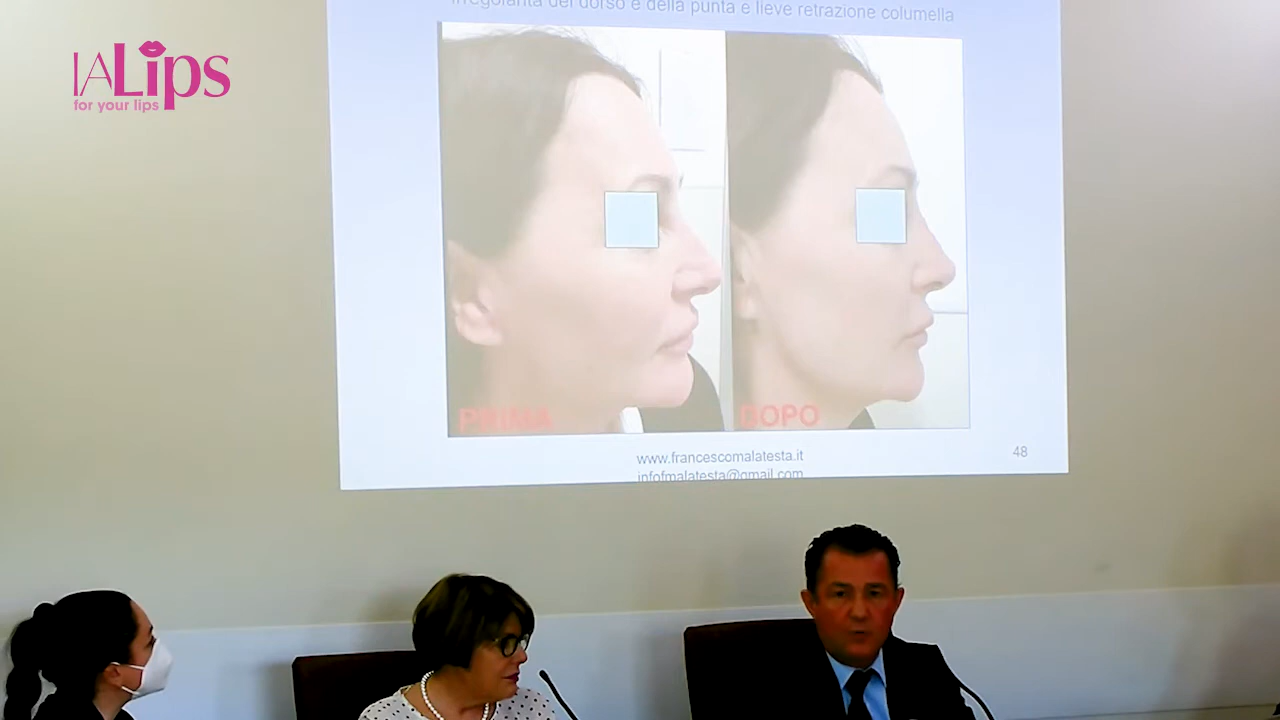 IALips
for your lips
irregolarità del dorso e della punta e lieve retrazione columella
PRIMA
DOPO
www.francescomalatesta.it
48
infofmalatesta@gmail.com